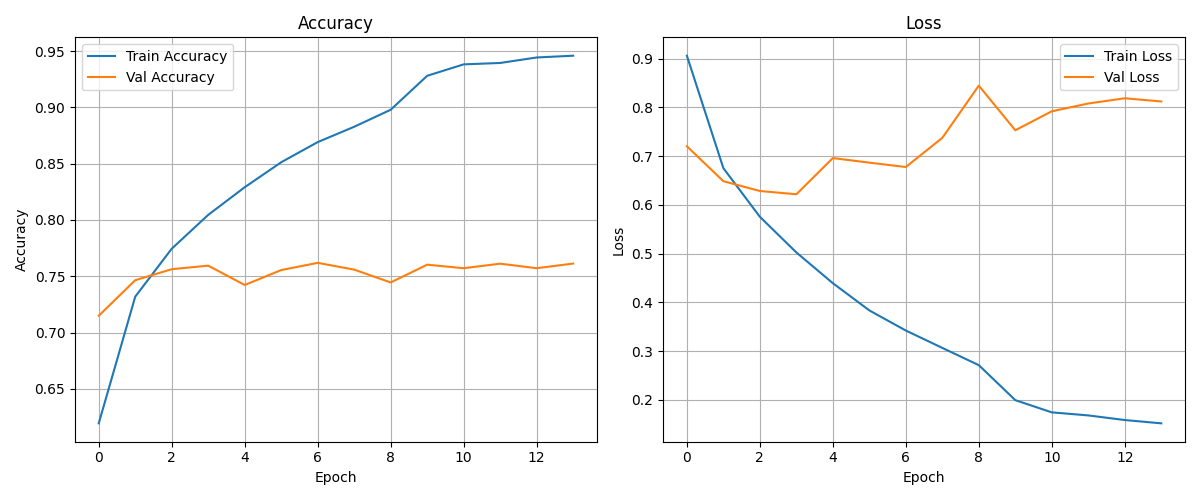 Accuracy
Train Accuracy
Val Accuracy
0.95
0.90
0.85
0.80
0.75
0.70
0.65
Accuracy
0 2 4 6 8 10 12
Epoch
Loss
Train Loss
Val Loss
0.9
0.8
0.7
0.6
0.5
0.4
0.3
0.2
Loss
0 2 4 6 8 10 12
Epoch